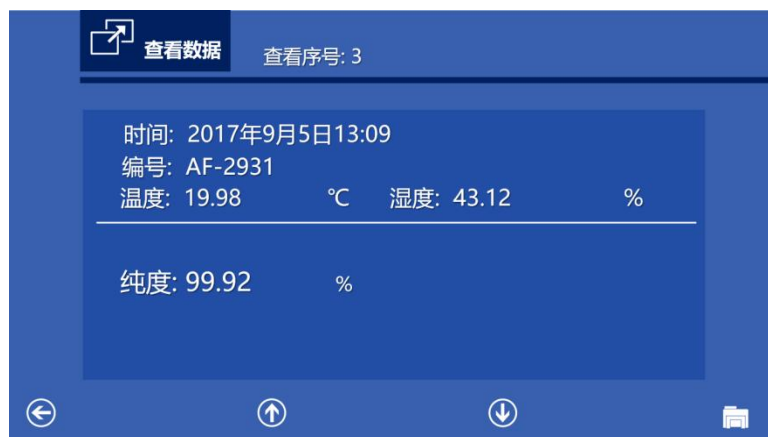 查看数据
查看序号: 3
时间: 2017年9月5日13:09
编号: AF-2931
温度: 19.98 ℃ 湿度: 43.12 %
纯度: 99.92 %